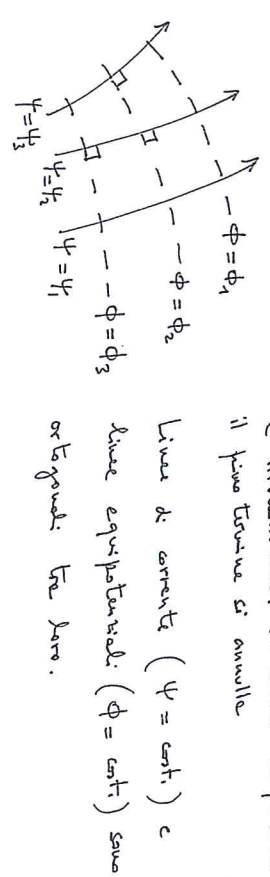 il primo termine si annulla
Linee di corrente (ψ = cost.) e
linee equipotenziali (ϕ = cost.) sono
ortogonali tra loro.
ϕ = ϕ₁
ϕ = ϕ₂
ϕ = ϕ₃
ψ = ψ₃
ψ = ψ₂
ψ = ψ₁